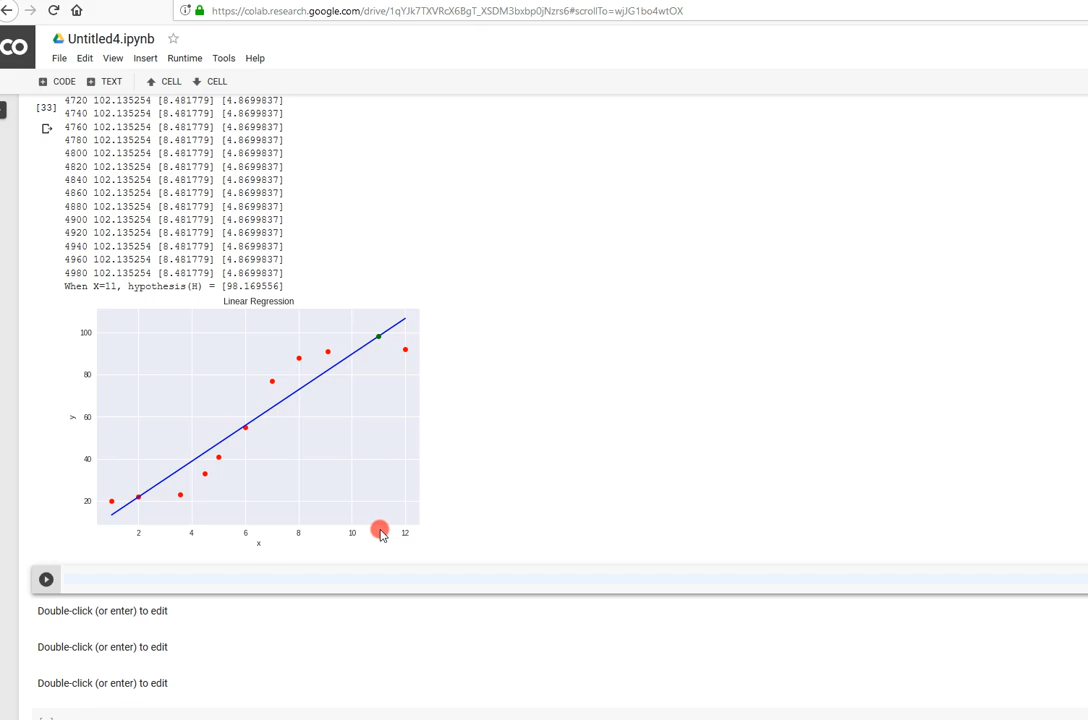 https://colab.research.google.com/drive/1qYJk7TXVRcX6BgT_XSDM3bxbp0jNzrs6#scrollTo=wjJG1bo4wtOX
CO Untitled4.ipynb
File Edit View Insert Runtime Tools Help
CODE TEXT CELL CELL
4720 102.135254 [8.481779] [4.8699837]
[33]
4740 102.135254 [8.481779] [4.8699837]
4760 102.135254 [8.481779] [4.8699837]
4780 102.135254 [8.481779] [4.8699837]
4800 102.135254 [8.481779] [4.8699837]
4820 102.135254 [8.481779] [4.8699837]
4840 102.135254 [8.481779] [4.8699837]
4860 102.135254 [8.481779] [4.8699837]
4880 102.135254 [8.481779] [4.8699837]
4900 102.135254 [8.481779] [4.8699837]
4920 102.135254 [8.481779] [4.8699837]
4940 102.135254 [8.481779] [4.8699837]
4960 102.135254 [8.481779] [4.8699837]
4980 102.135254 [8.481779] [4.8699837]
When X=11, hypothesis(H) = [98.169556]
Linear Regression
100
80
y
60
40
20
2 4 6 8 10 12
x
Double-click (or enter) to edit
Double-click (or enter) to edit
Double-click (or enter) to edit